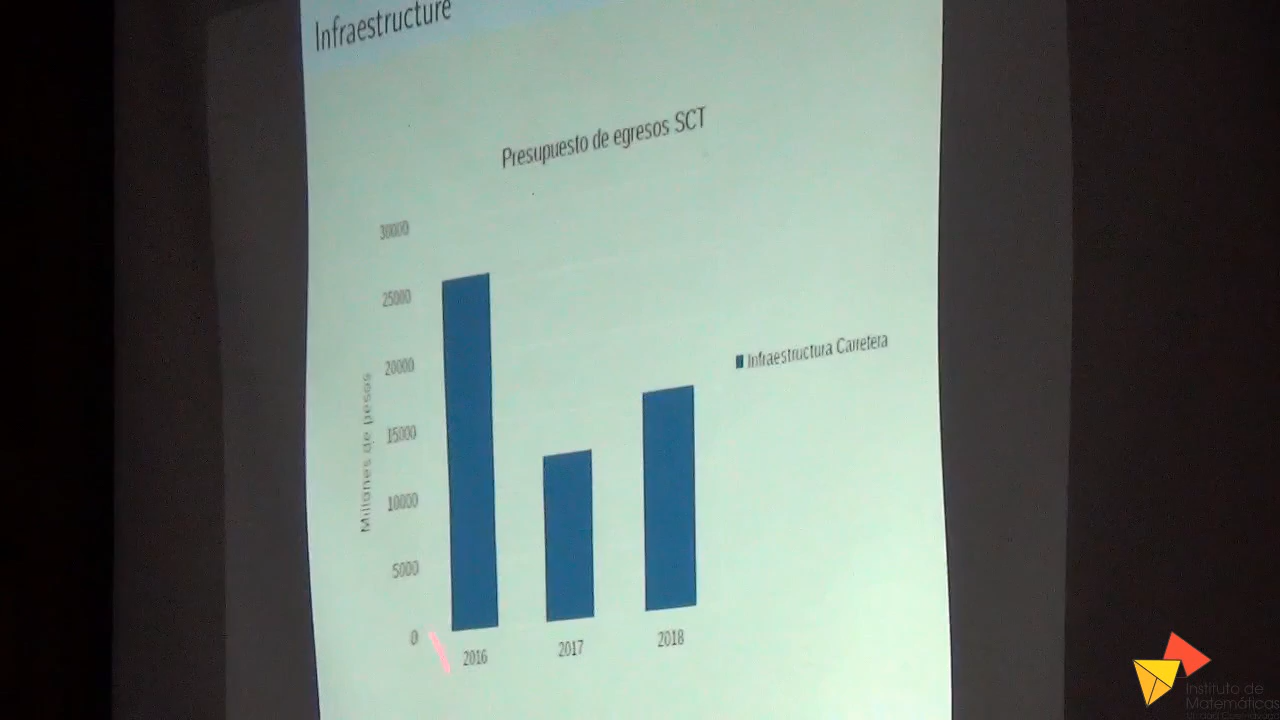 Infraestructure
Presupuesto de egresos SCT
30000
25000
20000
15000
10000
5000
0
Millones de pesos
2016
2017
2018
Infraestructura Carretera
Instituto de
Matemáticas